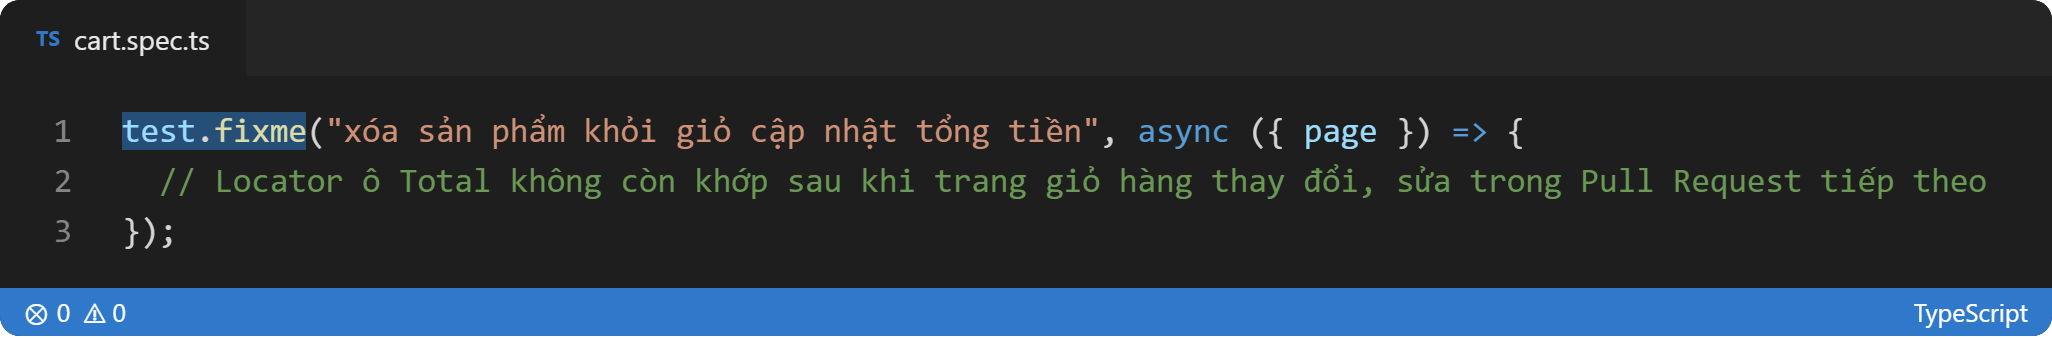 TS cart.spec.ts
1 test.fixme("xóa sản phẩm khỏi giỏ cập nhật tổng tiền", async ({ page }) => {
2 // Locator ô Total không còn khớp sau khi trang giỏ hàng thay đổi, sửa trong Pull Request tiếp theo
3 });
0 0 TypeScript